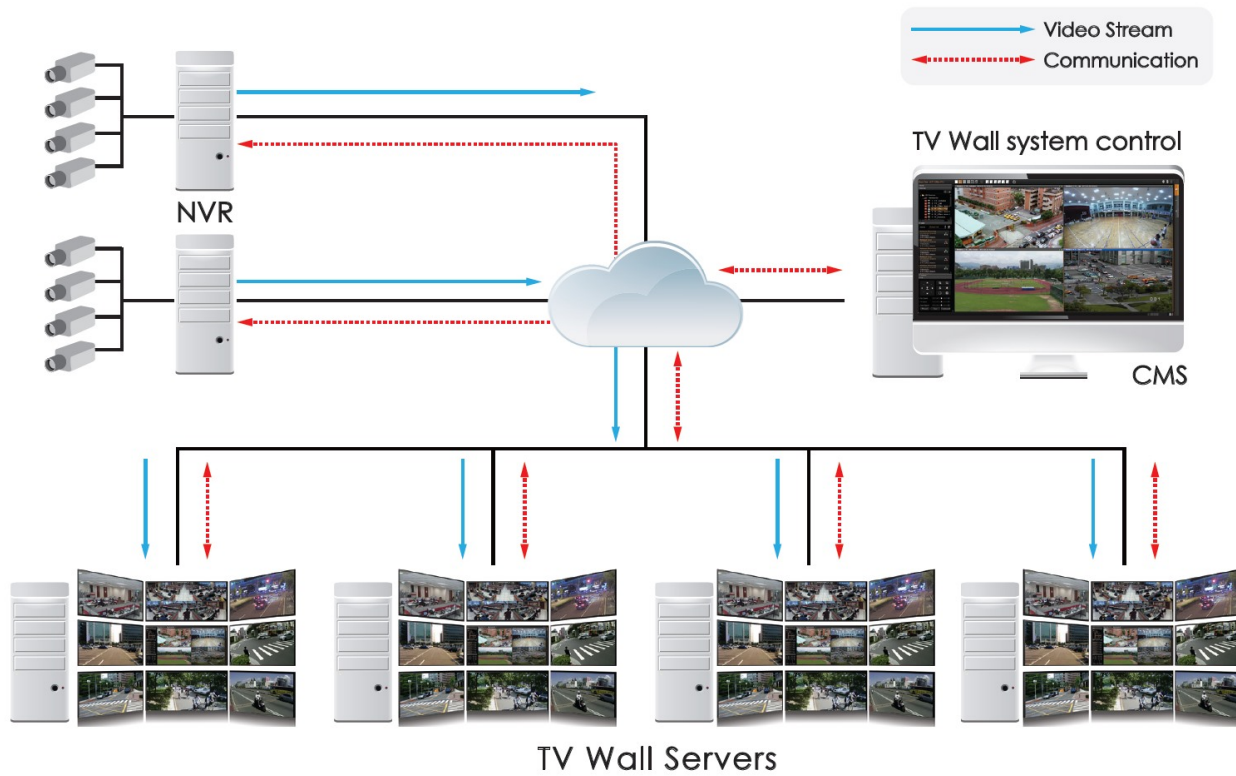 Video Stream
Communication
TV Wall system control
NVR
CMS
TV Wall Servers